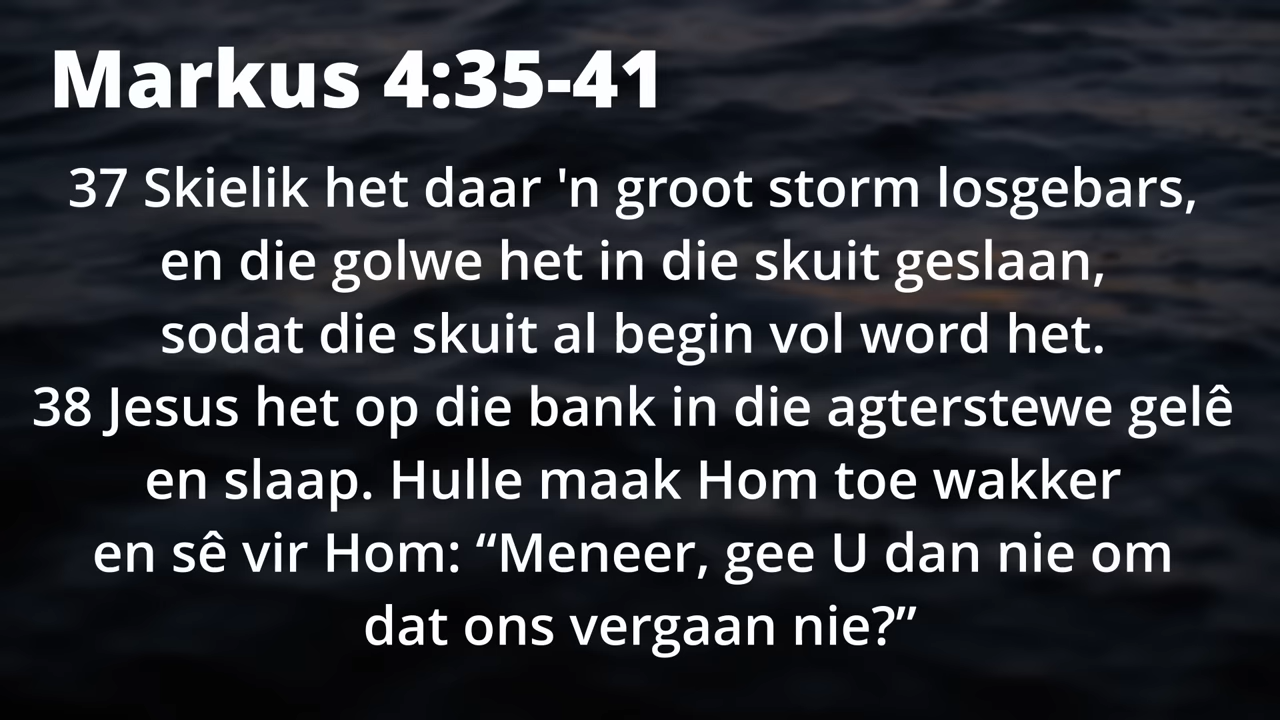 Markus 4:35-41
37 Skielik het daar 'n groot storm losgebars,
en die golwe het in die skuit geslaan,
sodat die skuit al begin vol word het.
38 Jesus het op die bank in die agterstewe gelê
en slaap. Hulle maak Hom toe wakker
en sê vir Hom: “Meneer, gee U dan nie om
dat ons vergaan nie?”